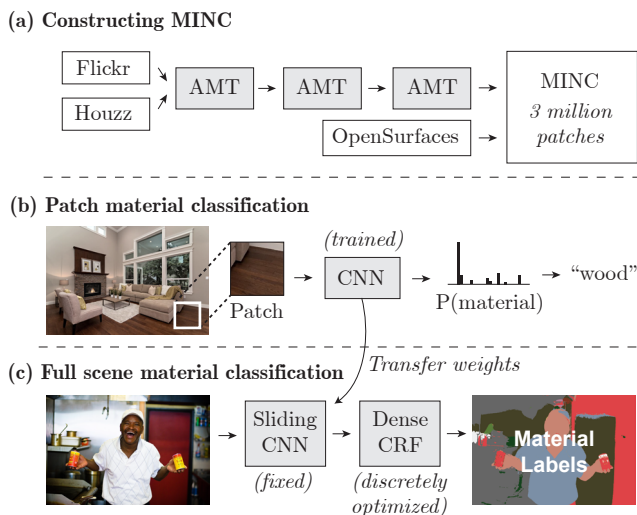 (a) Constructing MINC
Flickr
Houzz
AMT
AMT
AMT
OpenSurfaces
MINC
3 million
patches
(b) Patch material classification
Patch
(trained)
CNN
P(material)
“wood”
Transfer weights
(c) Full scene material classification
Sliding
CNN
(fixed)
Dense
CRF
(discretely
optimized)
Material
Labels